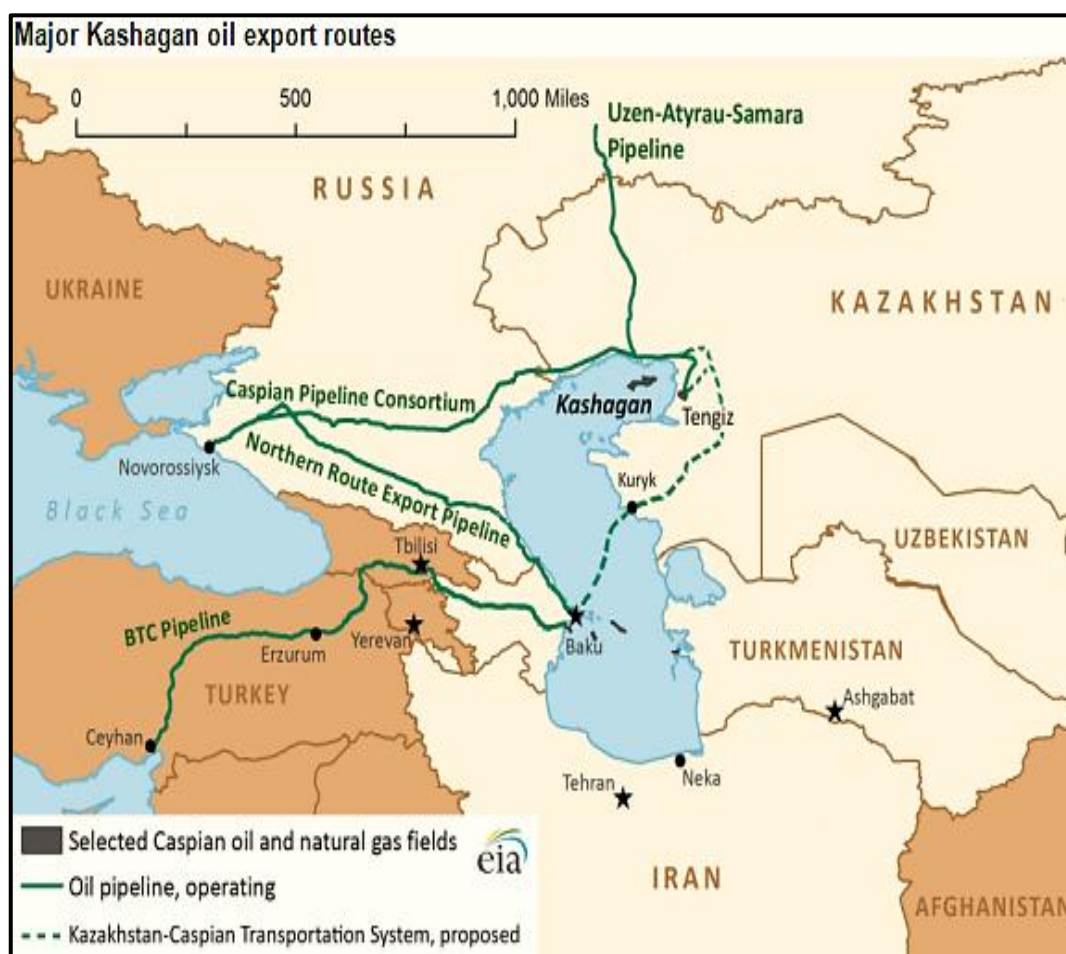 Major Kashagan oil export routes
0 500 1,000 Miles
Uzen-Atyrau-Samara
Pipeline
RUSSIA
UKRAINE
KAZAKHSTAN
Caspian Pipeline Consortium
Kashagan
Tengiz
Novorossiysk
Northern Route Export Pipeline
Kuryk
Black Sea
UZBEKISTAN
Tbilisi
BTC Pipeline
Erzurum
Yerevan
Baku
TURKMENISTAN
TURKEY
Ashgabat
Ceyhan
Tehran
Neka
Selected Caspian oil and natural gas fields
eia
Oil pipeline, operating
IRAN
AFGHANISTAN
Kazakhstan-Caspian Transportation System, proposed